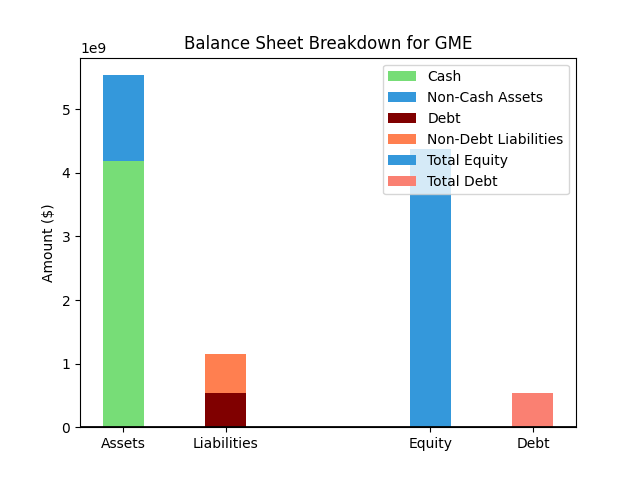 Balance Sheet Breakdown for GME
1e9
Cash
Non-Cash Assets
Debt
Non-Debt Liabilities
Total Equity
Total Debt
5
4
3
2
1
0
Amount ($)
Assets
Liabilities
Equity
Debt